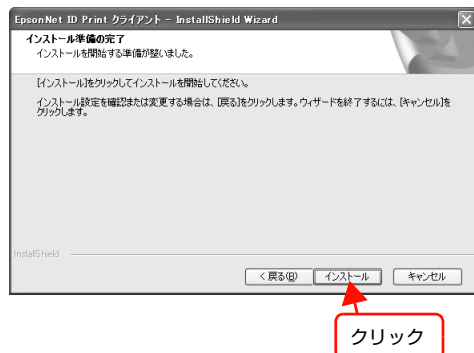 EpsonNet ID Print クライアント - InstallShield Wizard
インストール準備の完了
インストールを開始する準備が整いました。
[インストール]をクリックしてインストールを開始してください。
インストール設定を確認または変更する場合は、[戻る]をクリックします。ウィザードを終了するには、[キャンセル]を
クリックします。
InstallShield
< 戻る(B)
インストール
キャンセル
クリック